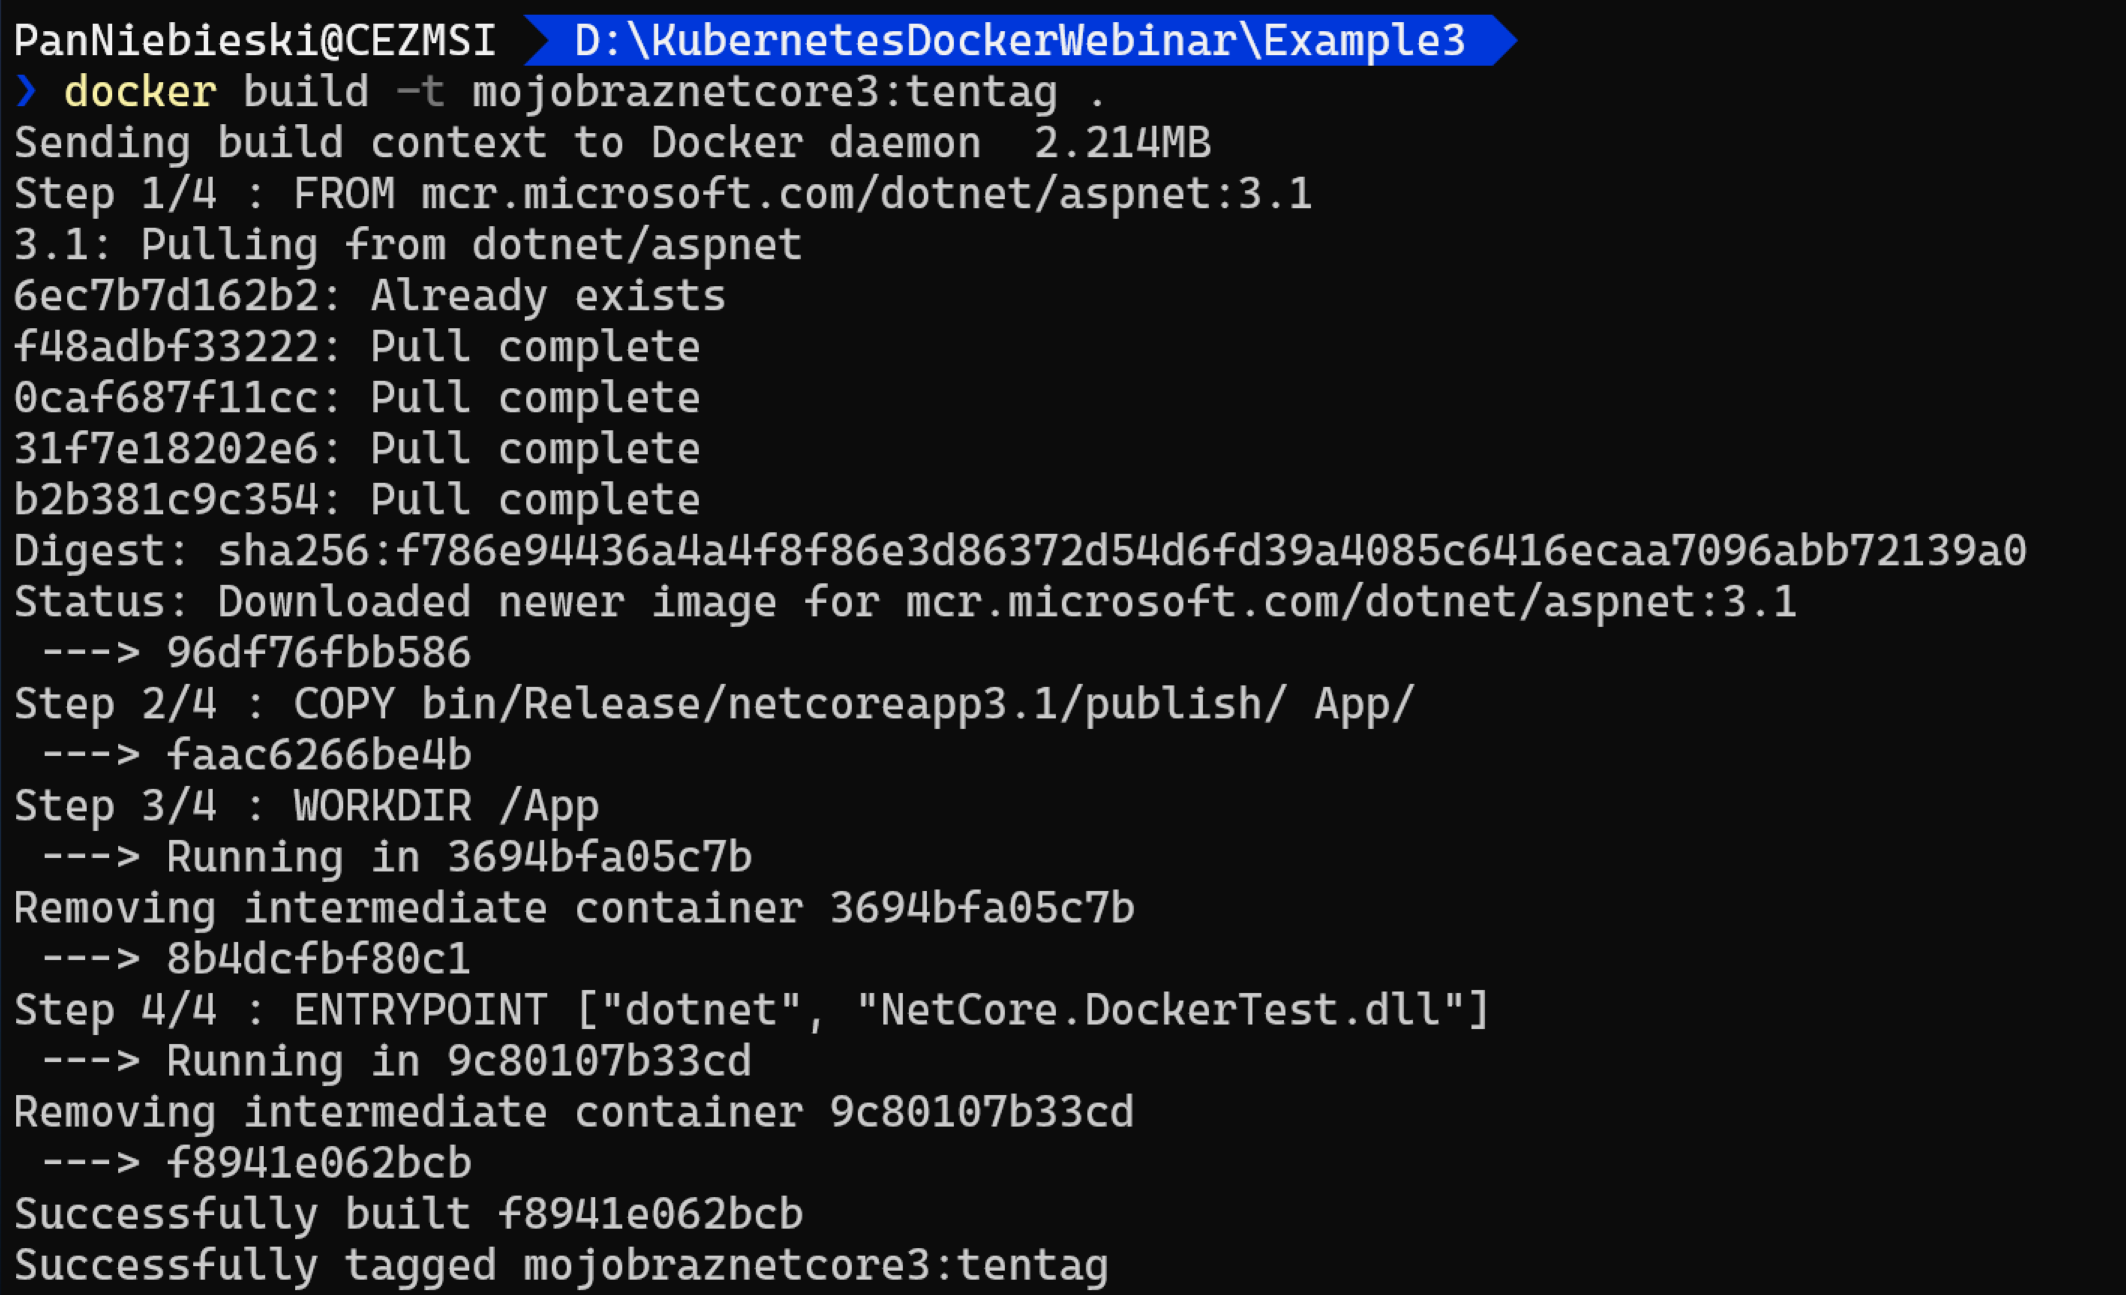 PanNiebieski@CEZMSI D:\KubernetesDockerWebinar\Example3
❯ docker build -t mojobraznetcore3:tentag .
Sending build context to Docker daemon  2.214MB
Step 1/4 : FROM mcr.microsoft.com/dotnet/aspnet:3.1
3.1: Pulling from dotnet/aspnet
6ec7b7d162b2: Already exists
f48adbf33222: Pull complete
0caf687f11cc: Pull complete
31f7e18202e6: Pull complete
b2b381c9c354: Pull complete
Digest: sha256:f786e94436a4a4f8f86e3d86372d54d6fd39a4085c6416ecaa7096abb72139a0
Status: Downloaded newer image for mcr.microsoft.com/dotnet/aspnet:3.1
 ---> 96df76fbb586
Step 2/4 : COPY bin/Release/netcoreapp3.1/publish/ App/
 ---> faac6266be4b
Step 3/4 : WORKDIR /App
 ---> Running in 3694bfa05c7b
Removing intermediate container 3694bfa05c7b
 ---> 8b4dcfbf80c1
Step 4/4 : ENTRYPOINT ["dotnet", "NetCore.DockerTest.dll"]
 ---> Running in 9c80107b33cd
Removing intermediate container 9c80107b33cd
 ---> f8941e062bcb
Successfully built f8941e062bcb
Successfully tagged mojobraznetcore3:tentag